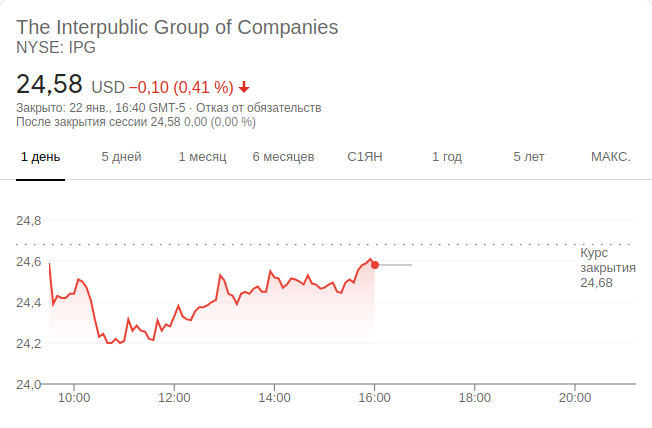 The Interpublic Group of Companies
NYSE: IPG
24,58 USD −0,10 (0,41 %)
Закрыто: 22 янв., 16:40 GMT-5 · Отказ от обязательств
После закрытия сессии 24,58 0,00 (0,00 %)
1 день 5 дней 1 месяц 6 месяцев С1ЯН 1 год 5 лет МАКС.
24,8
24,6
24,4
24,2
24,0
Курс
закрытия
24,68
10:00 12:00 14:00 16:00 18:00 20:00